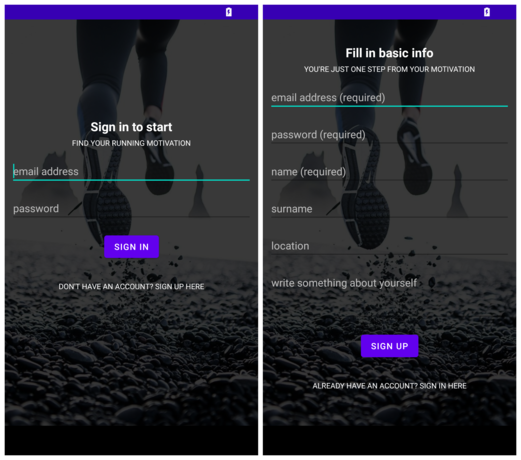 Sign in to start
FIND YOUR RUNNING MOTIVATION
email address
password
SIGN IN
DON'T HAVE AN ACCOUNT? SIGN UP HERE
Fill in basic info
YOU'RE JUST ONE STEP FROM YOUR MOTIVATION
email address (required)
password (required)
name (required)
surname
location
write something about yourself
SIGN UP
ALREADY HAVE AN ACCOUNT? SIGN IN HERE